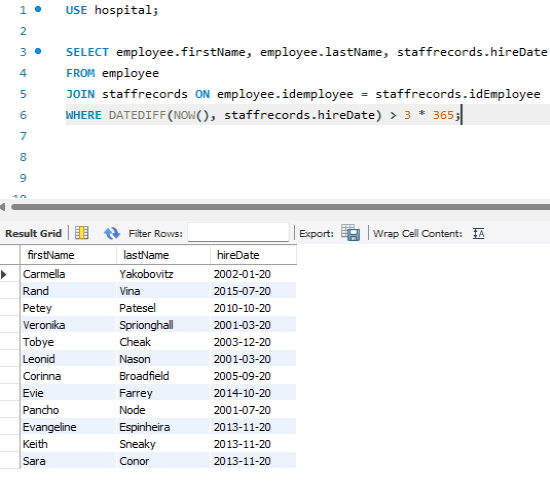 1 USE hospital;
2
3 SELECT employee.firstName, employee.lastName, staffrecords.hireDate
4 FROM employee
5 JOIN staffrecords ON employee.idemployee = staffrecords.idEmployee
6 WHERE DATEDIFF(NOW(), staffrecords.hireDate) > 3 * 365;
7
8
9
Result Grid Filter Rows: Export: Wrap Cell Content: IA
firstName lastName hireDate
Carmella Yakobovitz 2002-01-20
Rand Vina 2015-07-20
Petey Patesel 2010-10-20
Veronika Sprionghall 2001-03-20
Tobye Cheak 2003-12-20
Leonid Nason 2001-03-20
Corinna Broadfield 2005-09-20
Evie Farrey 2014-10-20
Pancho Node 2001-07-20
Evangeline Espinheira 2013-11-20
Keith Sneaky 2013-11-20
Sara Conor 2013-11-20